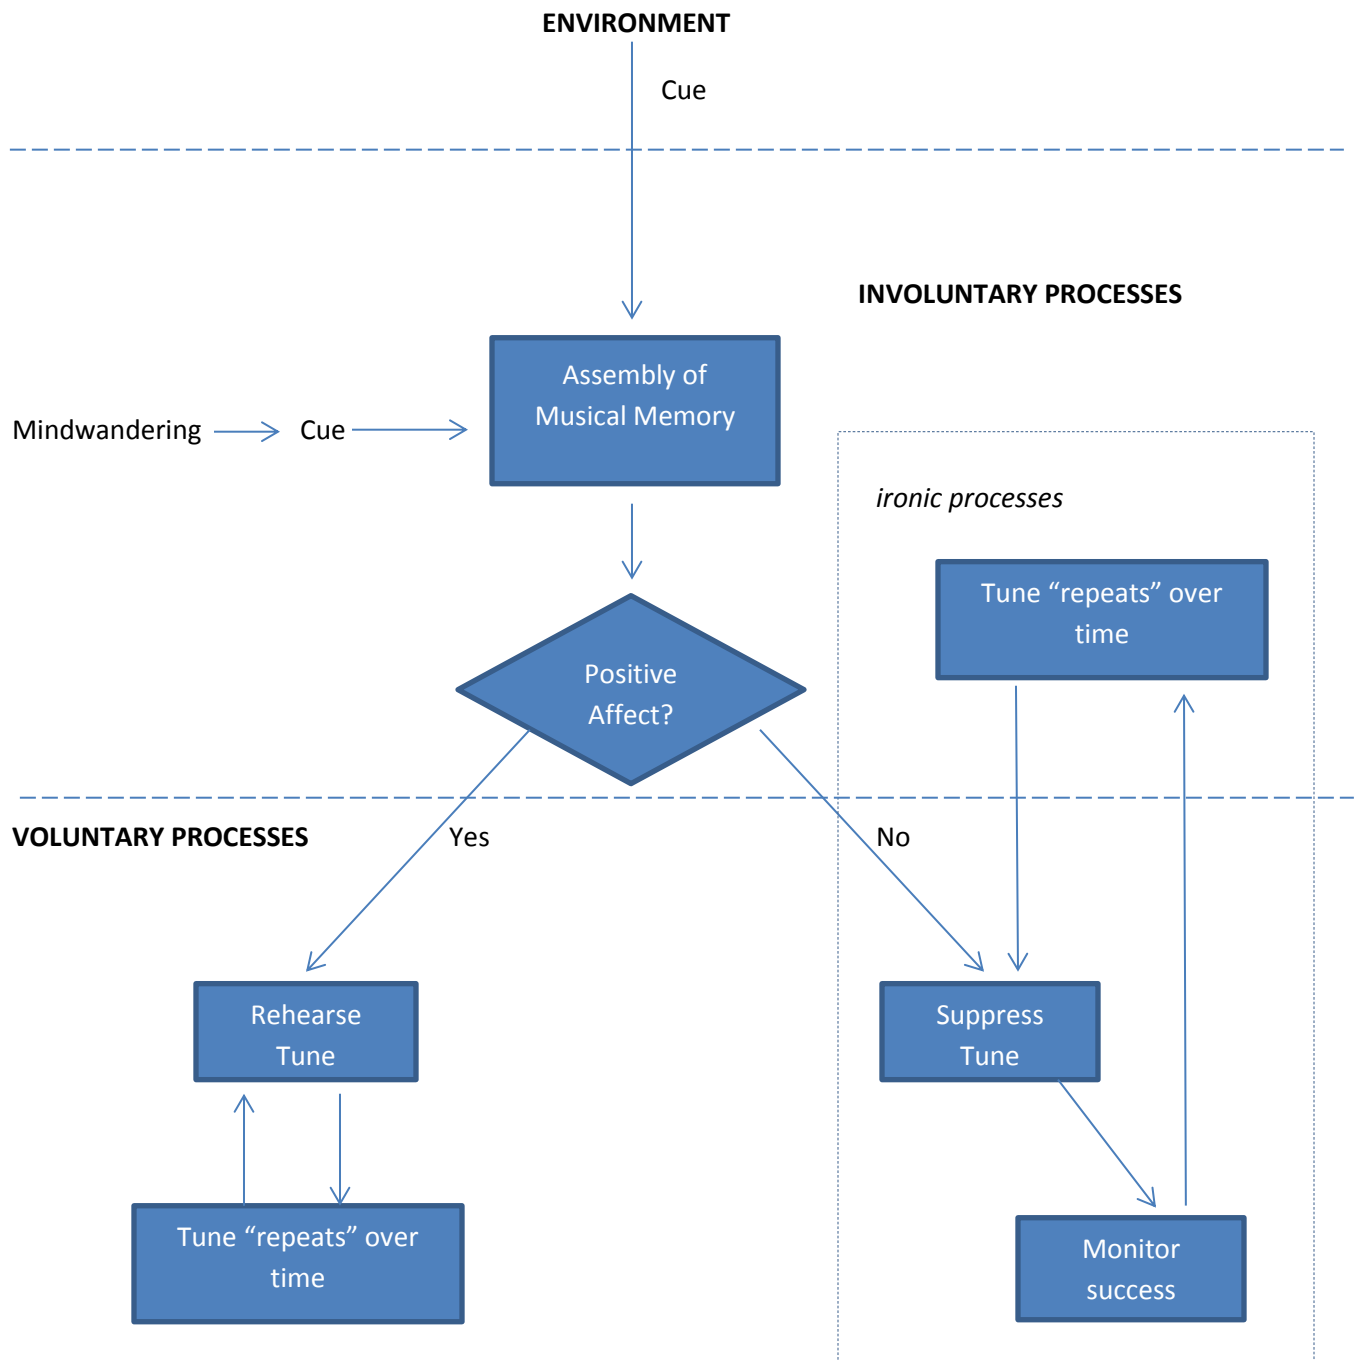 ENVIRONMENT
Cue
INVOLUNTARY PROCESSES
Assembly of
Musical Memory
Mindwandering
Cue
ironic processes
Tune “repeats” over
time
Positive
Affect?
VOLUNTARY PROCESSES
Yes
No
Rehearse
Tune
Suppress
Tune
Tune “repeats” over
time
Monitor
success